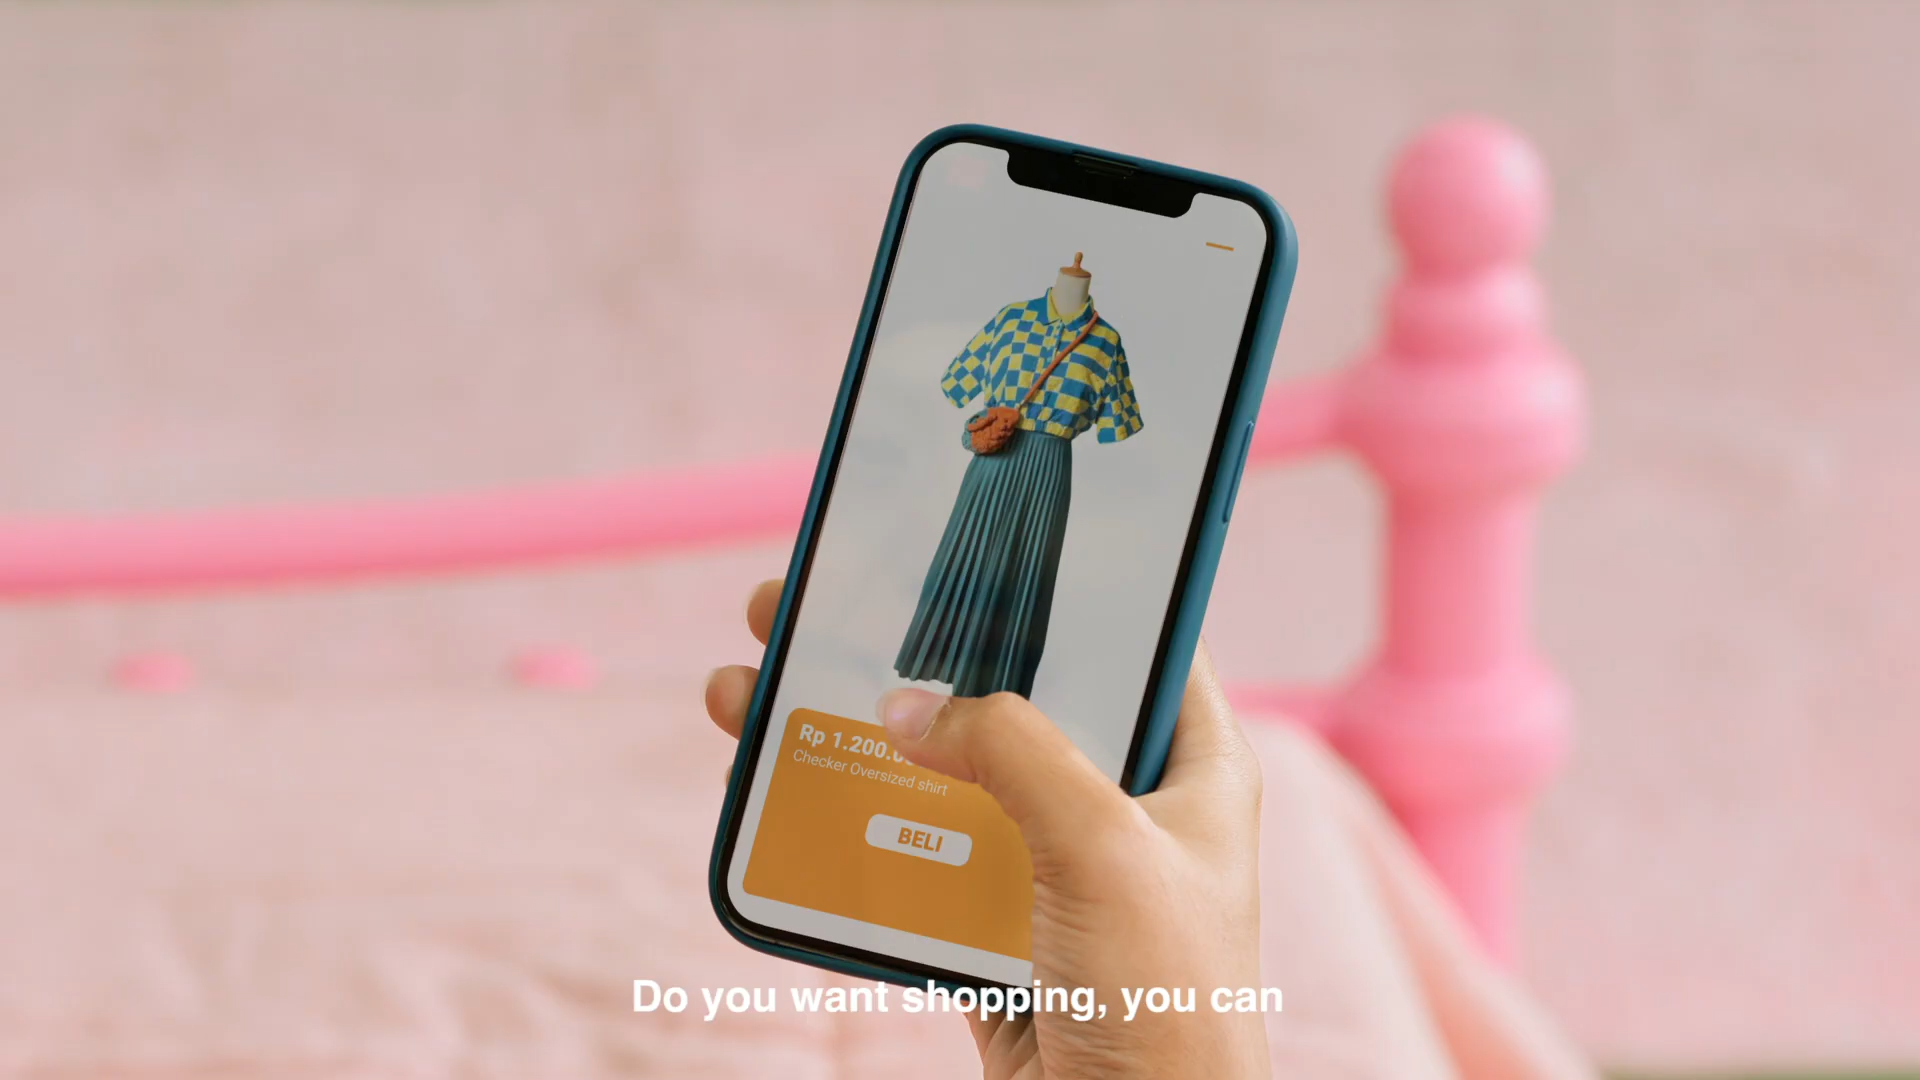 Rp 1.200.
Checker Oversized shirt
BELI
Do you want shopping, you can